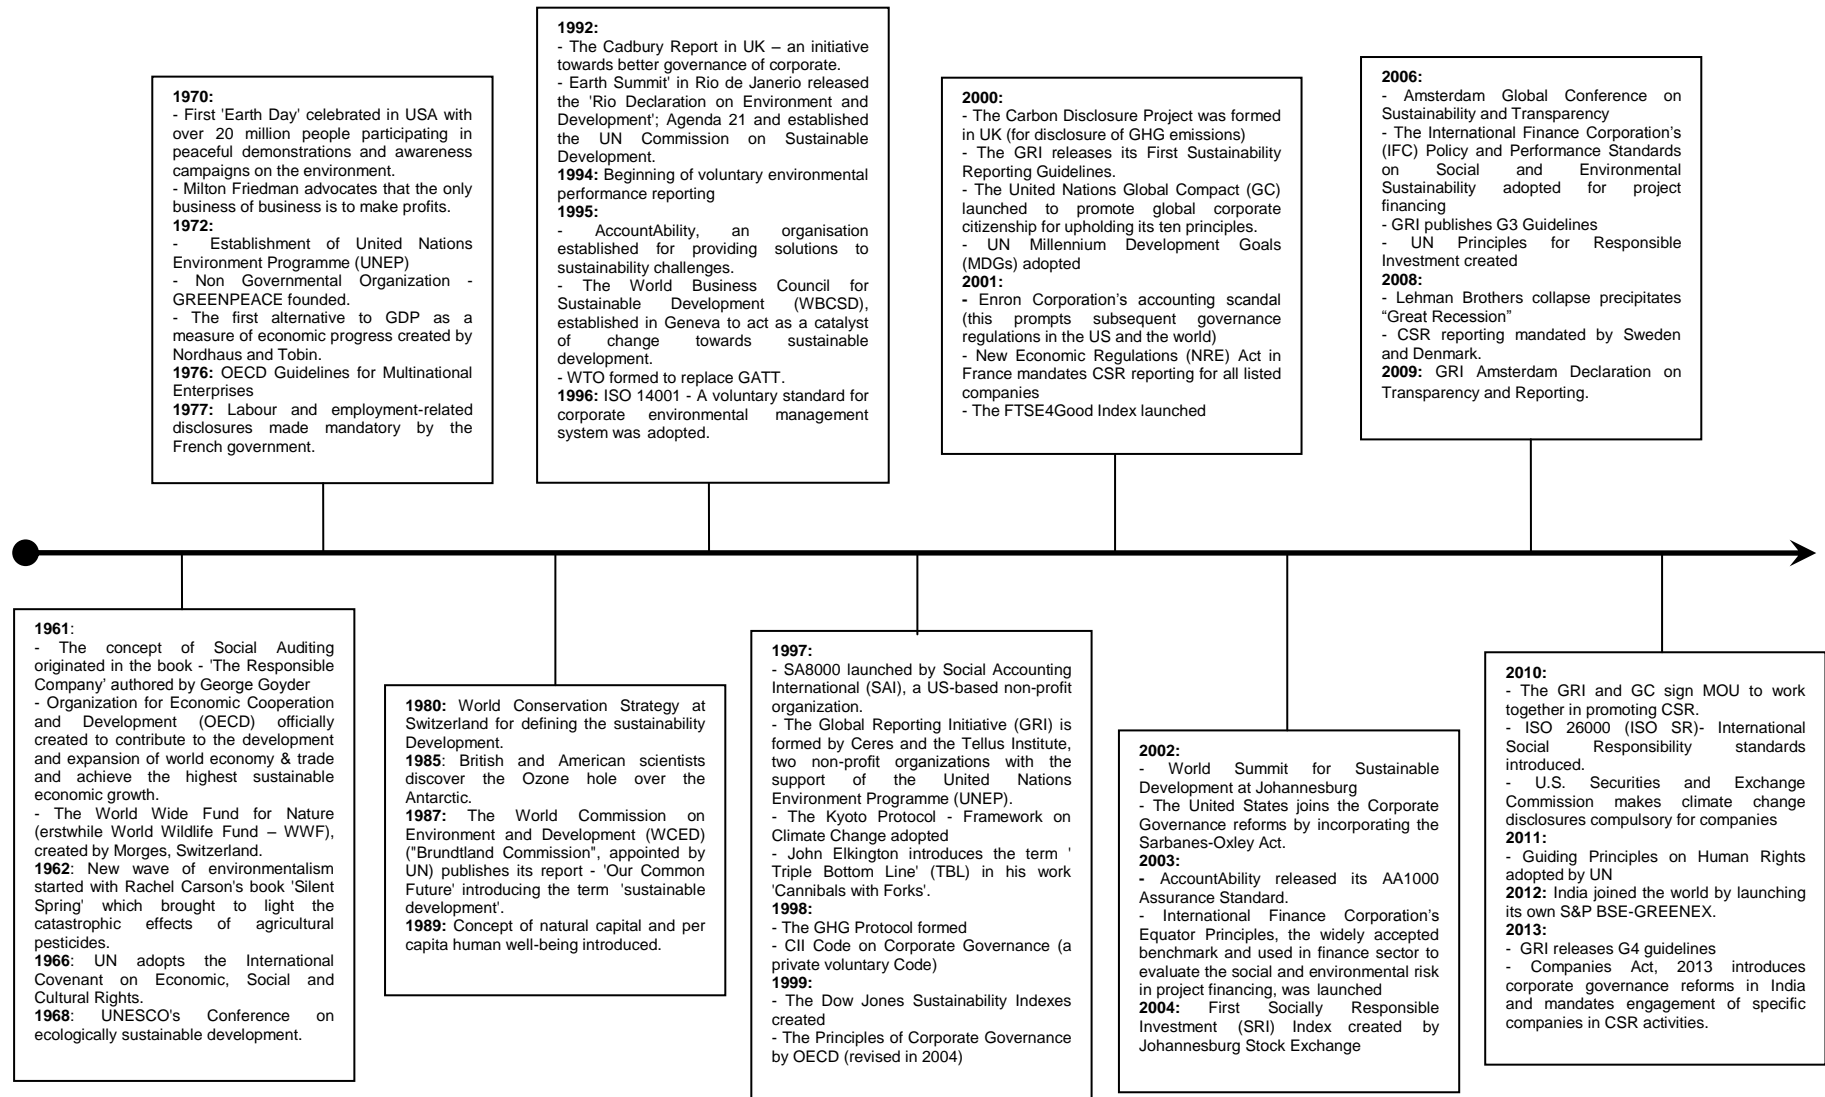 1970:
- First 'Earth Day' celebrated in USA with
over 20 million people participating in
peaceful demonstrations and awareness
campaigns on the environment.
- Milton Friedman advocates that the only
business of business is to make profits.
1972:
- Establishment of United Nations
Environment Programme (UNEP)
- Non Governmental Organization -
GREENPEACE founded.
- The first alternative to GDP as a
measure of economic progress created by
Nordhaus and Tobin.
1976: OECD Guidelines for Multinational
Enterprises
1977: Labour and employment-related
disclosures made mandatory by the
French government.
1992:
- The Cadbury Report in UK – an initiative
towards better governance of corporate.
- Earth Summit' in Rio de Janerio released
the 'Rio Declaration on Environment and
Development'; Agenda 21 and established
the UN Commission on Sustainable
Development.
1994: Beginning of voluntary environmental
performance reporting
1995:
- AccountAbility, an organisation
established for providing solutions to
sustainability challenges.
- The World Business Council for
Sustainable Development (WBCSD),
established in Geneva to act as a catalyst
of change towards sustainable
development.
- WTO formed to replace GATT.
1996: ISO 14001 - A voluntary standard for
corporate environmental management
system was adopted.
2000:
- The Carbon Disclosure Project was formed
in UK (for disclosure of GHG emissions)
- The GRI releases its First Sustainability
Reporting Guidelines.
- The United Nations Global Compact (GC)
launched to promote global corporate
citizenship for upholding its ten principles.
- UN Millennium Development Goals
(MDGs) adopted
2001:
- Enron Corporation's accounting scandal
(this prompts subsequent governance
regulations in the US and the world)
- New Economic Regulations (NRE) Act in
France mandates CSR reporting for all listed
companies
- The FTSE4Good Index launched
2006:
- Amsterdam Global Conference on
Sustainability and Transparency
- The International Finance Corporation's
(IFC) Policy and Performance Standards
on Social and Environmental
Sustainability adopted for project
financing
- GRI publishes G3 Guidelines
- UN Principles for Responsible
Investment created
2008:
- Lehman Brothers collapse precipitates
“Great Recession”
- CSR reporting mandated by Sweden
and Denmark.
2009: GRI Amsterdam Declaration on
Transparency and Reporting.
1961:
- The concept of Social Auditing
originated in the book - 'The Responsible
Company' authored by George Goyder
- Organization for Economic Cooperation
and Development (OECD) officially
created to contribute to the development
and expansion of world economy & trade
and achieve the highest sustainable
economic growth.
- The World Wide Fund for Nature
(erstwhile World Wildlife Fund – WWF),
created by Morges, Switzerland.
1962: New wave of environmentalism
started with Rachel Carson's book 'Silent
Spring' which brought to light the
catastrophic effects of agricultural
pesticides.
1966: UN adopts the International
Covenant on Economic, Social and
Cultural Rights.
1968: UNESCO's Conference on
ecologically sustainable development.
1980: World Conservation Strategy at
Switzerland for defining the sustainability
Development.
1985: British and American scientists
discover the Ozone hole over the
Antarctic.
1987: The World Commission on
Environment and Development (WCED)
("Brundtland Commission", appointed by
UN) publishes its report - 'Our Common
Future' introducing the term 'sustainable
development'.
1989: Concept of natural capital and per
capita human well-being introduced.
1997:
- SA8000 launched by Social Accounting
International (SAI), a US-based non-profit
organization.
- The Global Reporting Initiative (GRI) is
formed by Ceres and the Tellus Institute,
two non-profit organizations with the
support of the United Nations
Environment Programme (UNEP).
- The Kyoto Protocol - Framework on
Climate Change adopted
- John Elkington introduces the term '
Triple Bottom Line' (TBL) in his work
'Cannibals with Forks'.
1998:
- The GHG Protocol formed
- CII Code on Corporate Governance (a
private voluntary Code)
1999:
- The Dow Jones Sustainability Indexes
created
- The Principles of Corporate Governance
by OECD (revised in 2004)
2002:
- World Summit for Sustainable
Development at Johannesburg
- The United States joins the Corporate
Governance reforms by incorporating the
Sarbanes-Oxley Act.
2003:
- AccountAbility released its AA1000
Assurance Standard.
- International Finance Corporation's
Equator Principles, the widely accepted
benchmark and used in finance sector to
evaluate the social and environmental risk
in project financing, was launched
2004: First Socially Responsible
Investment (SRI) Index created by
Johannesburg Stock Exchange
2010:
- The GRI and GC sign MOU to work
together in promoting CSR.
- ISO 26000 (ISO SR)- International
Social Responsibility standards
introduced.
- U.S. Securities and Exchange
Commission makes climate change
disclosures compulsory for companies
2011:
- Guiding Principles on Human Rights
adopted by UN
2012: India joined the world by launching
its own S&P BSE-GREENEX.
2013:
- GRI releases G4 guidelines
- Companies Act, 2013 introduces
corporate governance reforms in India
and mandates engagement of specific
companies in CSR activities.